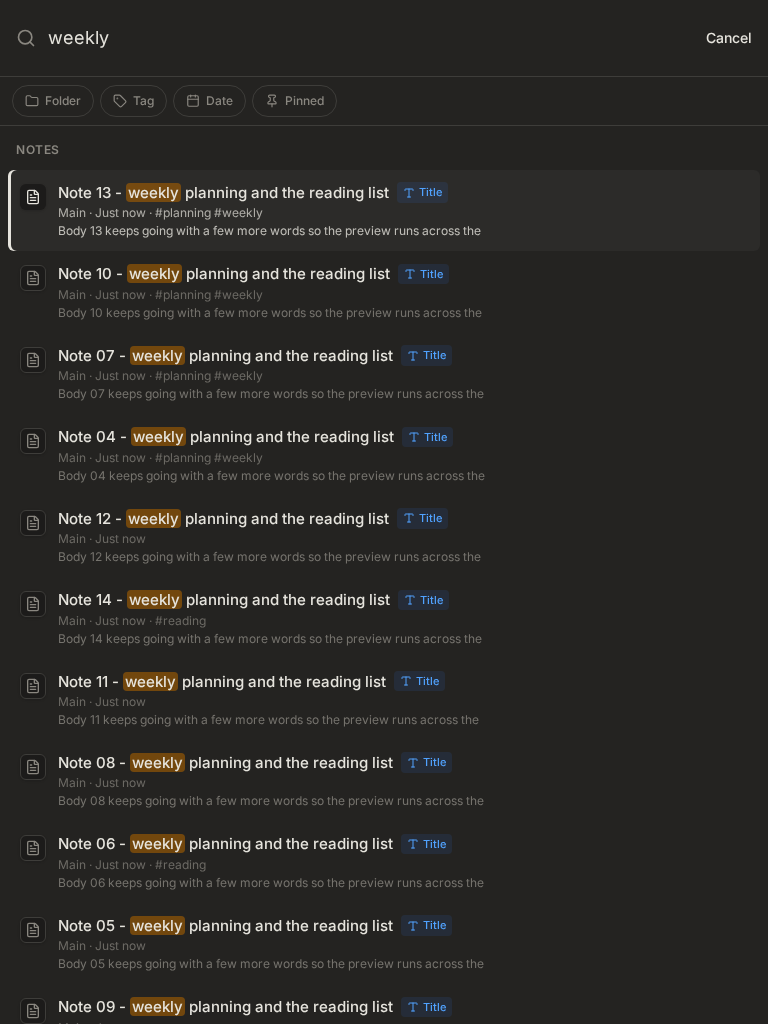 weekly
Cancel
Folder
Tag
Date
Pinned
NOTES
Note 13 - weekly planning and the reading list Title
Main · Just now · #planning #weekly
Body 13 keeps going with a few more words so the preview runs across the
Note 10 - weekly planning and the reading list Title
Main · Just now · #planning #weekly
Body 10 keeps going with a few more words so the preview runs across the
Note 07 - weekly planning and the reading list Title
Main · Just now · #planning #weekly
Body 07 keeps going with a few more words so the preview runs across the
Note 04 - weekly planning and the reading list Title
Main · Just now · #planning #weekly
Body 04 keeps going with a few more words so the preview runs across the
Note 12 - weekly planning and the reading list Title
Main · Just now
Body 12 keeps going with a few more words so the preview runs across the
Note 14 - weekly planning and the reading list Title
Main · Just now · #reading
Body 14 keeps going with a few more words so the preview runs across the
Note 11 - weekly planning and the reading list Title
Main · Just now
Body 11 keeps going with a few more words so the preview runs across the
Note 08 - weekly planning and the reading list Title
Main · Just now
Body 08 keeps going with a few more words so the preview runs across the
Note 06 - weekly planning and the reading list Title
Main · Just now · #reading
Body 06 keeps going with a few more words so the preview runs across the
Note 05 - weekly planning and the reading list Title
Main · Just now
Body 05 keeps going with a few more words so the preview runs across the
Note 09 - weekly planning and the reading list Title